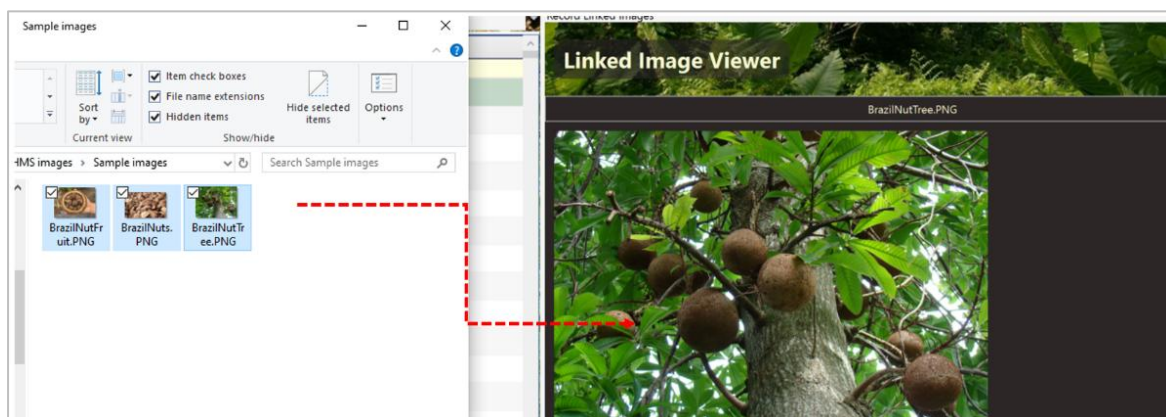 Sample images
Sort
by
Item check boxes
File name extensions
Hidden items
Hide selected
items
Options
Current view
Show/hide
HMS images > Sample images
Search Sample images
BrazilNutFr
uit.PNG
BrazilNuts.
PNG
BrazilNutTr
ee.PNG
Record Linked Images
Linked Image Viewer
BrazilNutTree.PNG